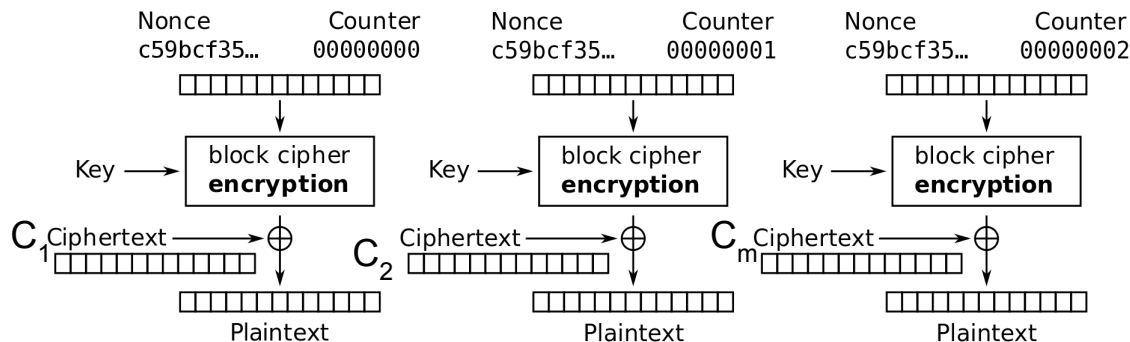 Nonce Counter Nonce Counter Nonce Counter
c59bcf35… 00000000 c59bcf35… 00000001 c59bcf35… 00000002
Key block cipher encryption Key block cipher encryption Key block cipher encryption
C1 Ciphertext C2 Ciphertext Cm Ciphertext
Plaintext Plaintext Plaintext